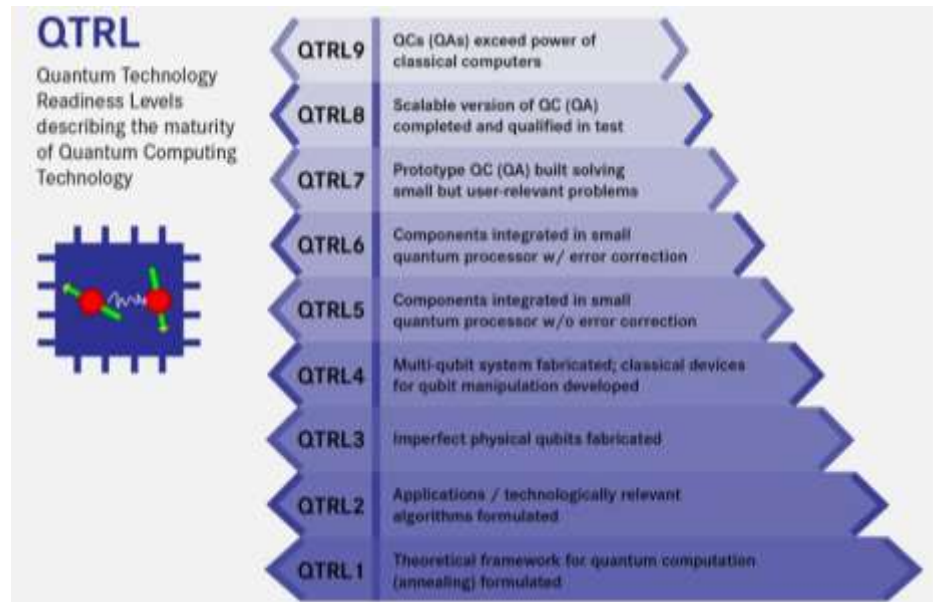 QTRL
Quantum Technology
Readiness Levels
describing the maturity
of Quantum Computing
Technology
QTRL9
QCs (QAs) exceed power of
classical computers
QTRL8
Scalable version of QC (QA)
completed and qualified in test
QTRL7
Prototype QC (QA) built solving
small but user-relevant problems
QTRL6
Components integrated in small
quantum processor w/ error correction
QTRL5
Components integrated in small
quantum processor w/o error correction
QTRL4
Multi-qubit system fabricated; classical devices
for qubit manipulation developed
QTRL3
Imperfect physical qubits fabricated
QTRL2
Applications / technologically relevant
algorithms formulated
QTRL1
Theoretical framework for quantum computation
(annealing) formulated